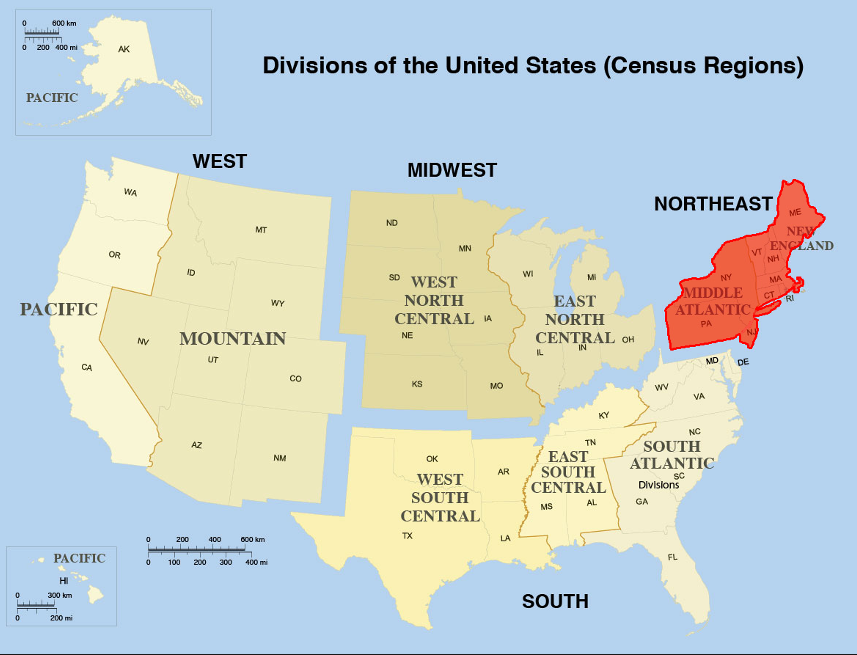 0 600 km
0 200 400 mi
AK
PACIFIC
Divisions of the United States (Census Regions)
WEST
MIDWEST
NORTHEAST
WA
OR
PACIFIC
CA
MT
ID
WY
NV
MOUNTAIN
UT
CO
AZ
NM
ND
MN
SD
WEST
NORTH
CENTRAL
IA
NE
KS
MO
WI
Mi
EAST
NORTH
CENTRAL
IL
IN
OH
ME
NEW
ENGLAND
VT
NH
NY
MA
CT
RI
MIDDLE
ATLANTIC
PA
NJ
MD
DE
WV
VA
KY
NC
TN
SOUTH
ATLANTIC
SC
Divisions
GA
FL
EAST
SOUTH
CENTRAL
MS
AL
OK
AR
WEST
SOUTH
CENTRAL
TX
LA
SOUTH
0 200 400 600 km
0 100 200 300 400 mi
PACIFIC
HI
0 300 km
0 200 mi